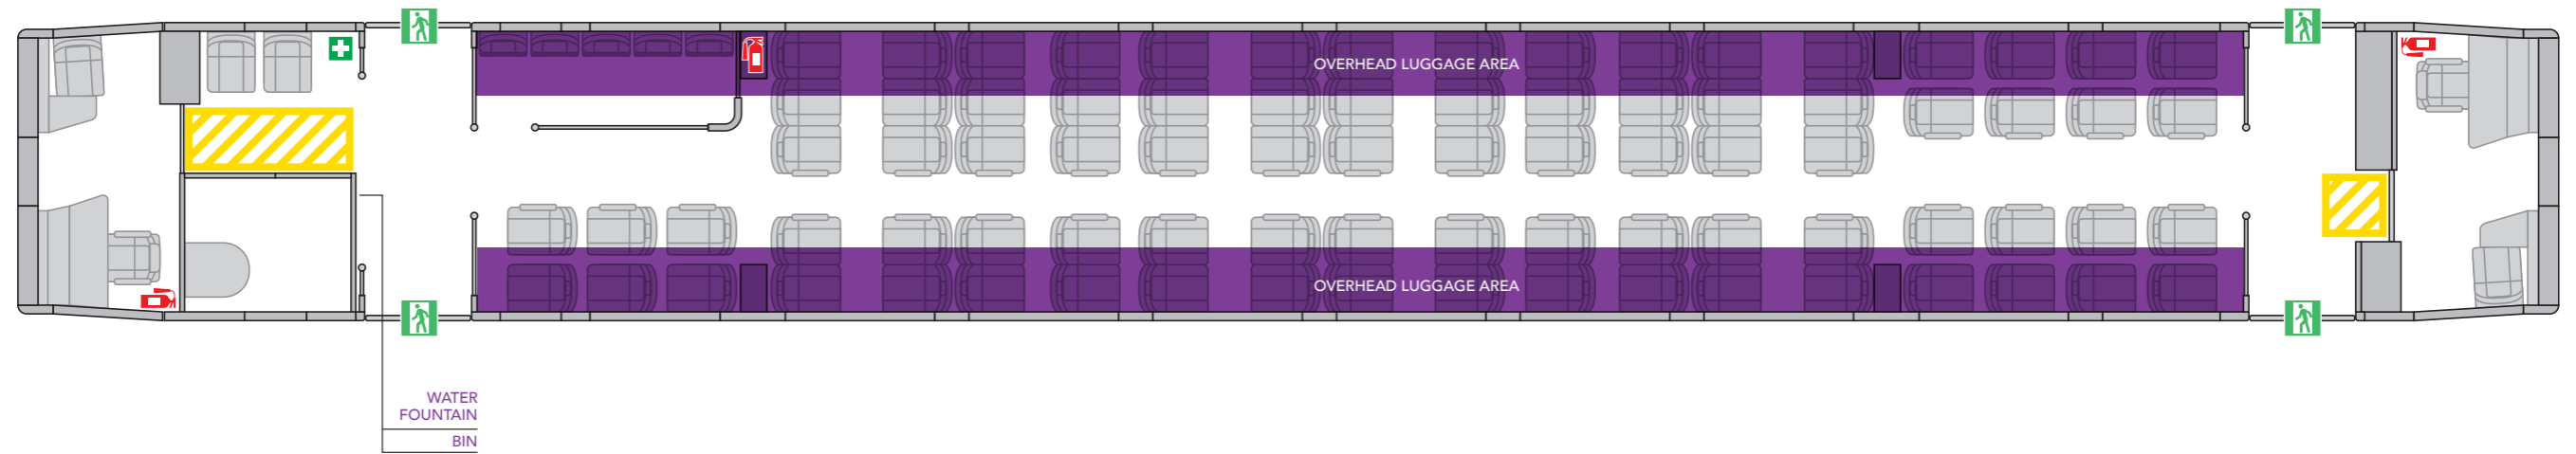 OVERHEAD LUGGAGE AREA
OVERHEAD LUGGAGE AREA
WATER
FOUNTAIN
BIN